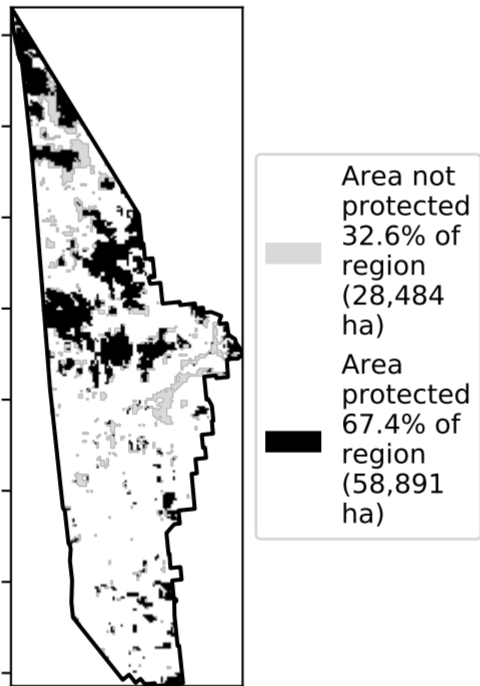 Area not
protected
32.6% of
region
(28,484
ha)
Area
protected
67.4% of
region
(58,891
ha)